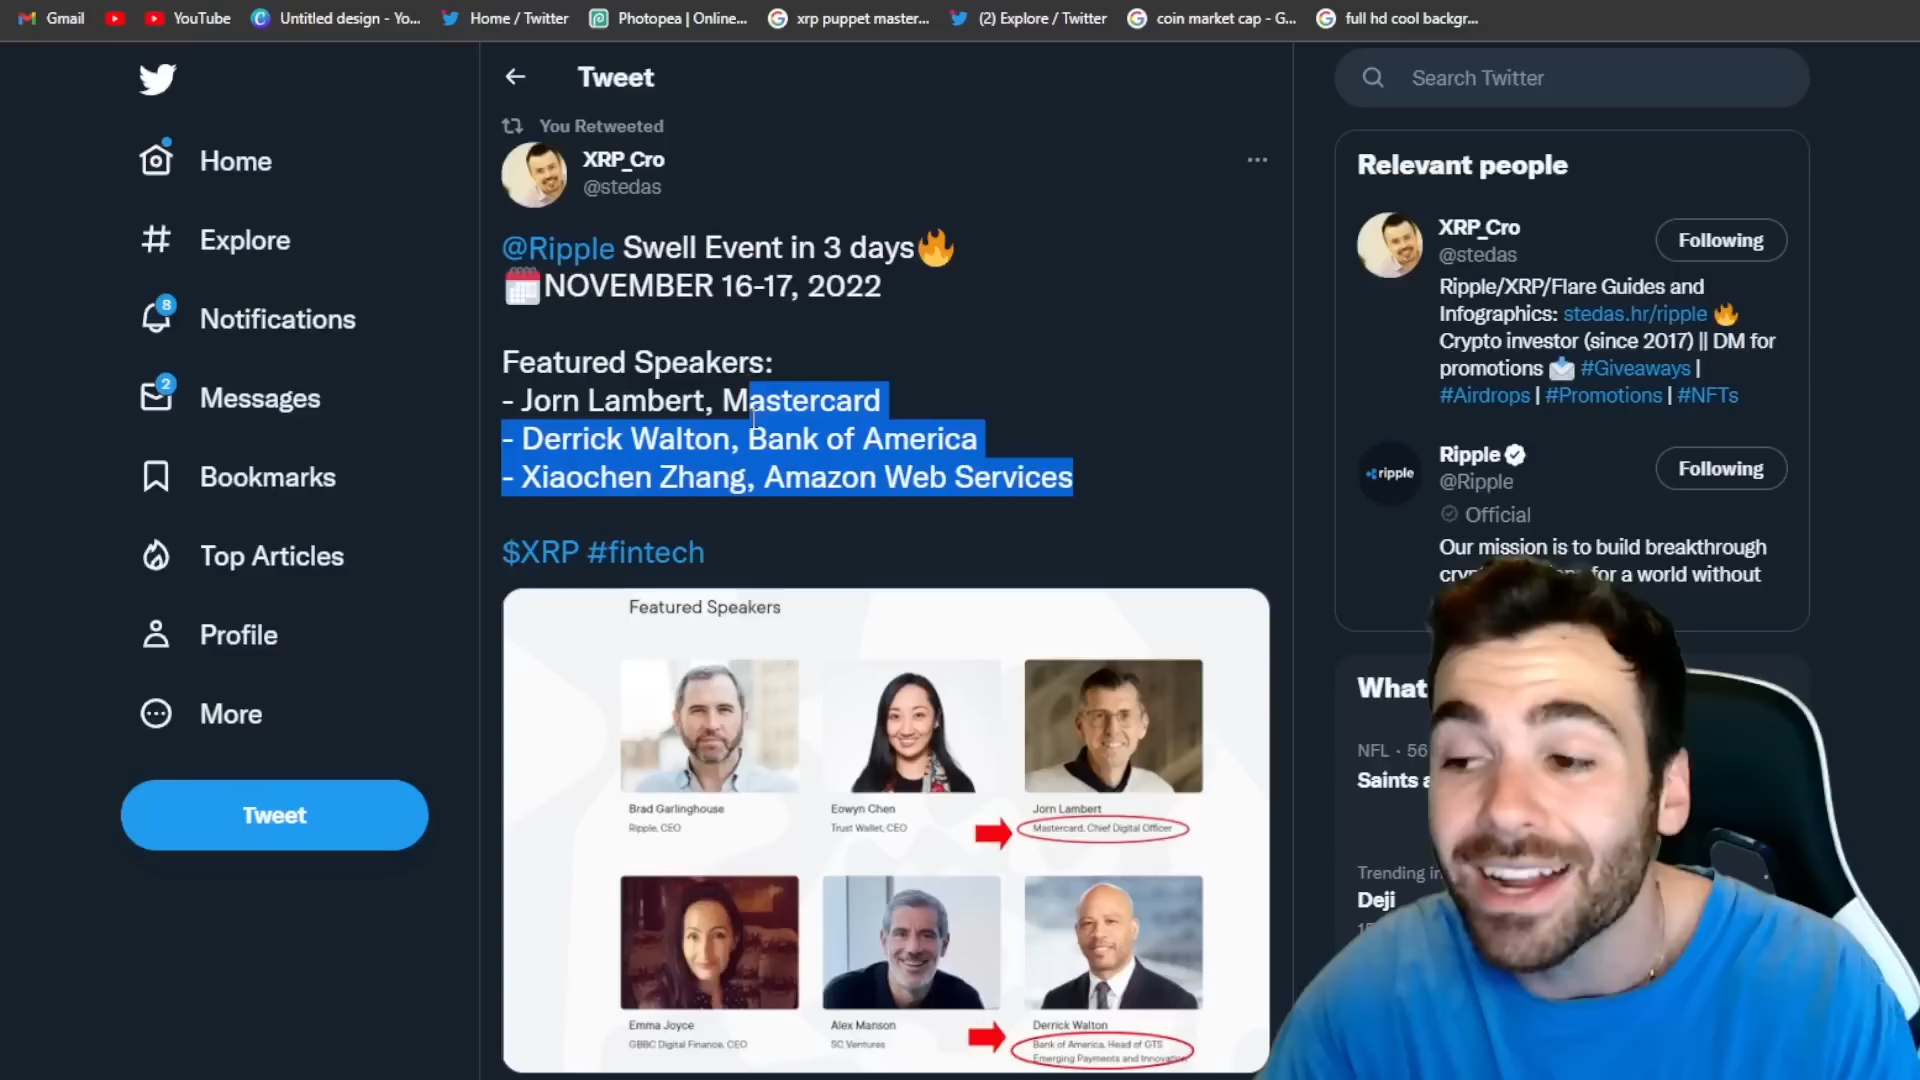 Gmail
YouTube
Untitled design - Yo...
Home / Twitter
Photopea | Online...
xrp puppet master...
(2) Explore / Twitter
coin market cap - G...
full hd cool backgr...
Home
Explore
8
Notifications
2
Messages
Bookmarks
Top Articles
Profile
More
Tweet
Tweet
You Retweeted
XRP_Cro
@stedas
@Ripple Swell Event in 3 days🔥
🗓NOVEMBER 16-17, 2022
Featured Speakers:
- Jorn Lambert, Mastercard
- Derrick Walton, Bank of America
- Xiaochen Zhang, Amazon Web Services
$XRP #fintech
Featured Speakers
Brad Garlinghouse
Ripple, CEO
Eowyn Chen
Trust Wallet, CEO
Jorn Lambert
Mastercard, Chief Digital Officer
Emma Joyce
GBBC Digital Finance, CEO
Alex Manson
SC Ventures
Derrick Walton
Bank of America, Head of GTS
Emerging Payments and Innovation
Search Twitter
Relevant people
XRP_Cro
@stedas
Following
Ripple/XRP/Flare Guides and
Infographics: stedas.hr/ripple 🔥
Crypto investor (since 2017) || DM for
promotions 📩 #Giveaways |
#Airdrops | #Promotions | #NFTs
ripple
Ripple
@Ripple
Following
Official
Our mission is to build breakthrough
for a world without
What
NFL · 56
Saints
Trending in
Deji